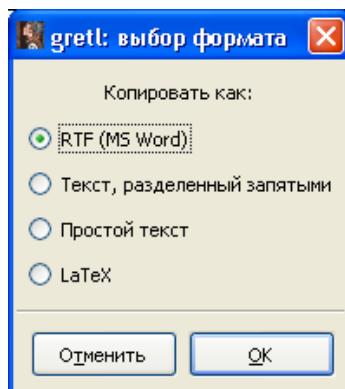 gretl: выбор формата
Копировать как:
RTF (MS Word)
Текст, разделенный запятыми
Простой текст
LaTeX
Отменить OK